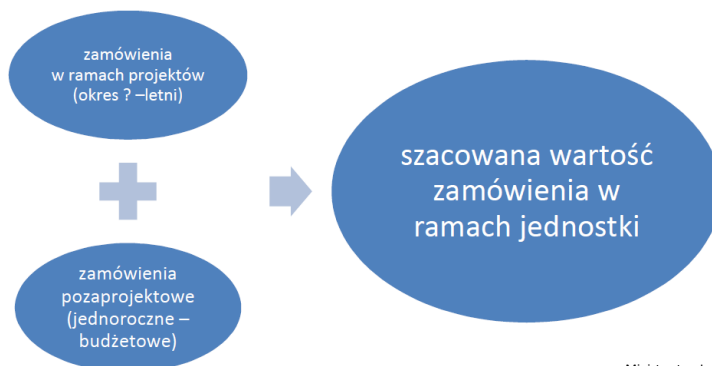 zamówienia
w ramach projektów
(okres ? –letni)
szacowana wartość
zamówienia w
ramach jednostki
zamówienia
pozaprojektowe
(jednoroczne –
budżetowe)